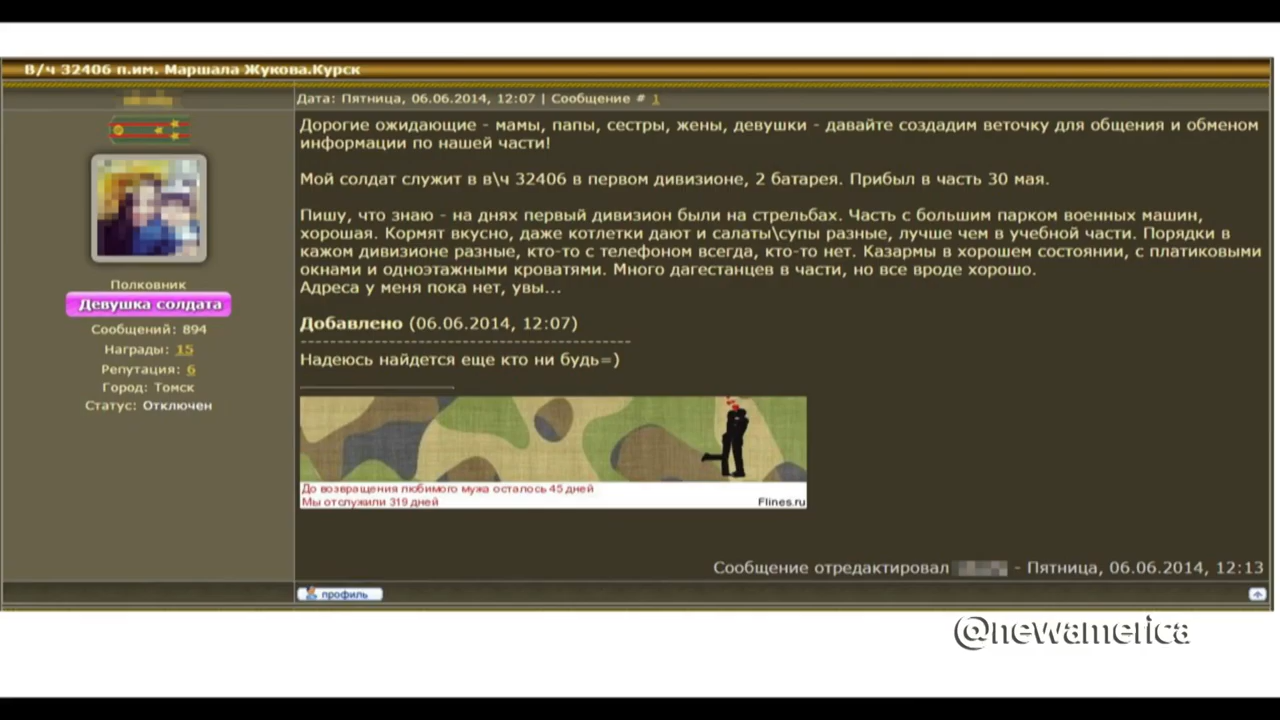 В/ч 32406 п.им. Маршала Жукова.Курск
Дата: Пятница, 06.06.2014, 12:07 | Сообщение # 1
Дорогие ожидающие - мамы, папы, сестры, жены, девушки - давайте создадим веточку для общения и обменом
информации по нашей части!
Мой солдат служит в в\ч 32406 в первом дивизионе, 2 батарея. Прибыл в часть 30 мая.
Пишу, что знаю - на днях первый дивизион были на стрельбах. Часть с большим парком военных машин,
хорошая. Кормят вкусно, даже котлетки дают и салаты\супы разные, лучше чем в учебной части. Порядки в
кажом дивизионе разные, кто-то с телефоном всегда, кто-то нет. Казармы в хорошем состоянии, с платиковыми
окнами и одноэтажными кроватями. Много дагестанцев в части, но все вроде хорошо.
Адреса у меня пока нет, увы...
Добавлено (06.06.2014, 12:07)
---------------------------------------------
Надеюсь найдется еще кто ни будь=)
До возвращения любимого мужа осталось 45 дней
Мы отслужили 319 дней
Flines.ru
Полковник
Девушка солдата
Сообщений: 894
Награды: 15
Репутация: 6
Город: Томск
Статус: Отключен
Сообщение отредактировал - Пятница, 06.06.2014, 12:13
профиль
@newamerica